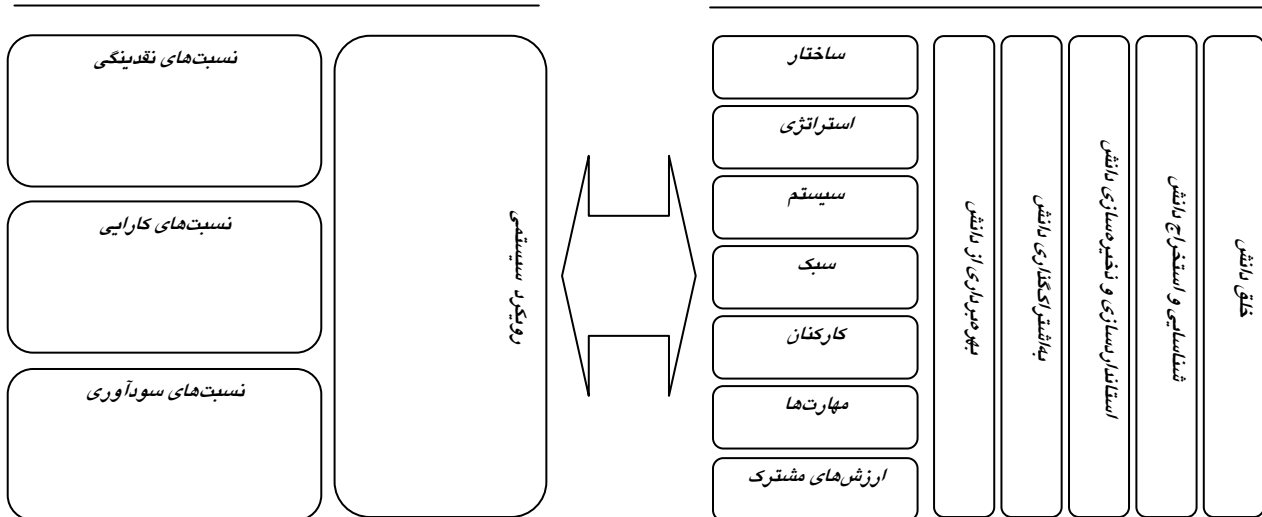 خلق دانش
شناسایی و استخراج دانش
استانداردسازی و ذخیره‌سازی دانش
به‌اشتراک‌گذاری دانش
بهره‌برداری از دانش
ساختار
استراتژی
سیستم
سبک
کارکنان
مهارت‌ها
ارزش‌های مشترک
رویکرد سیستمی
نسبت‌های نقدینگی
نسبت‌های کارایی
نسبت‌های سودآوری